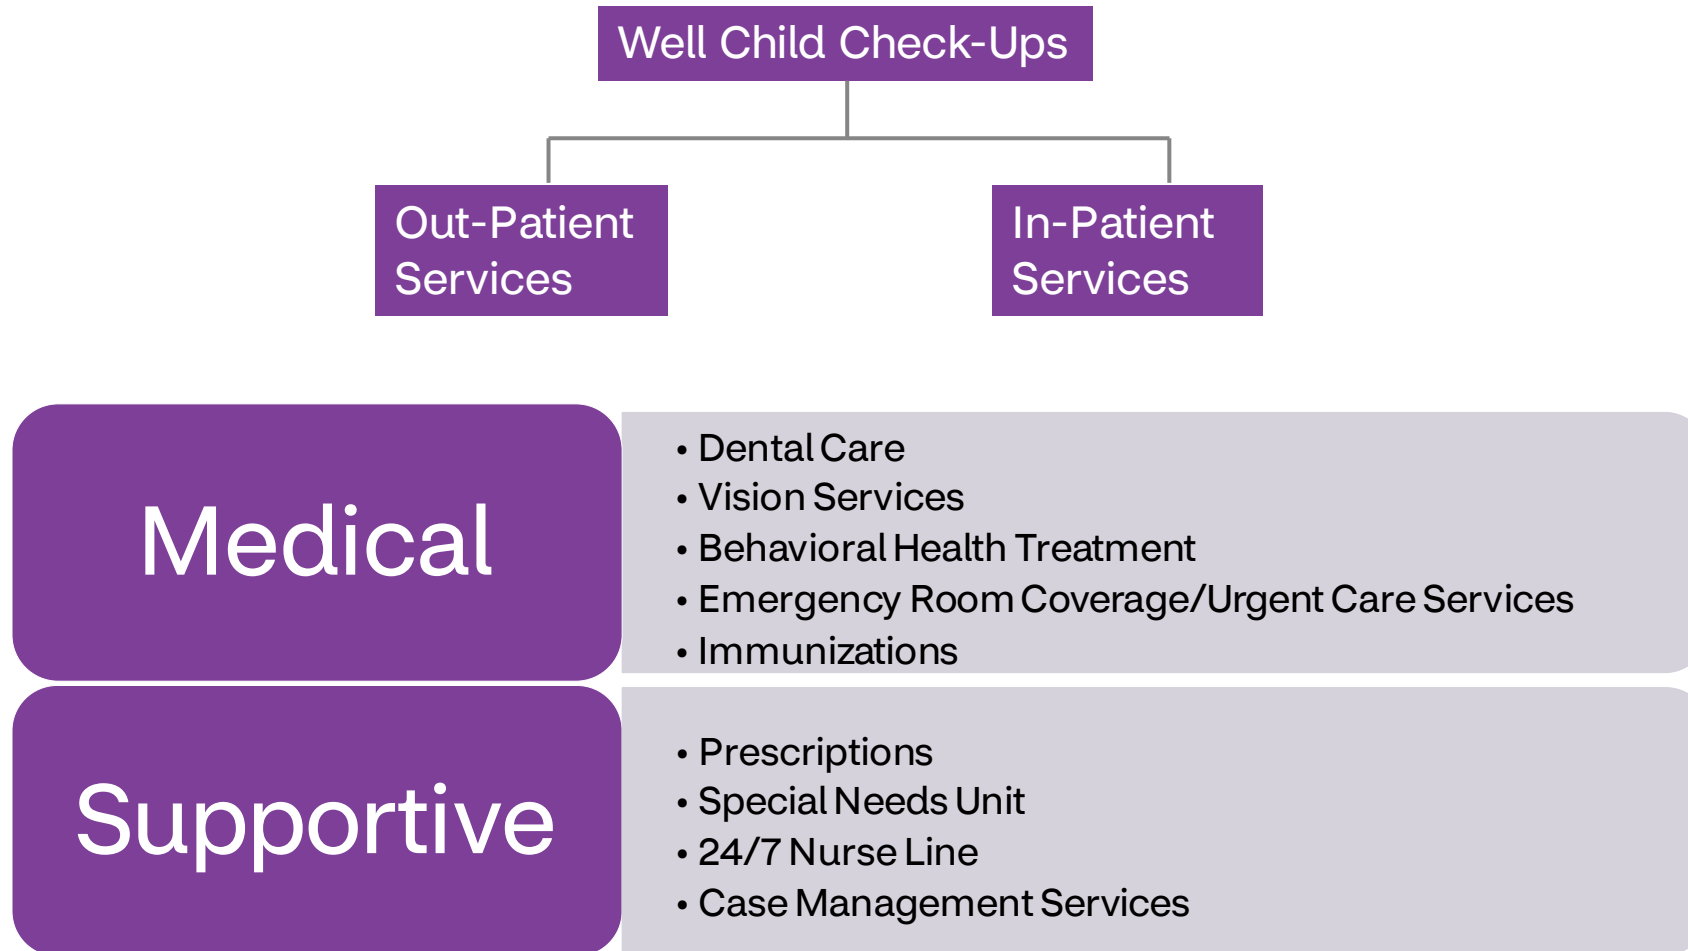 Well Child Check-Ups
Out-Patient
Services
In-Patient
Services
Medical
• Dental Care
• Vision Services
• Behavioral Health Treatment
• Emergency Room Coverage/Urgent Care Services
• Immunizations
Supportive
• Prescriptions
• Special Needs Unit
• 24/7 Nurse Line
• Case Management Services